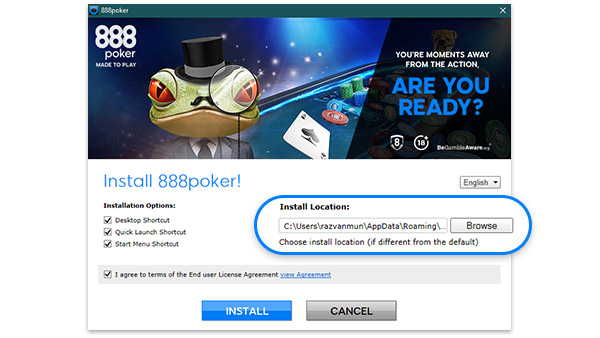 888poker
888
poker
MADE TO PLAY
YOU'RE MOMENTS AWAY
FROM THE ACTION,
ARE YOU
READY?
8
18+
BeGambleAware.org
Install 888poker!
English
Installation Options:
Desktop Shortcut
Quick Launch Shortcut
Start Menu Shortcut
Install Location:
C:\Users\razvanmun\AppData\Roaming\...
Browse
Choose install location (if different from the default)
I agree to terms of the End user License Agreement view Agreement
INSTALL
CANCEL